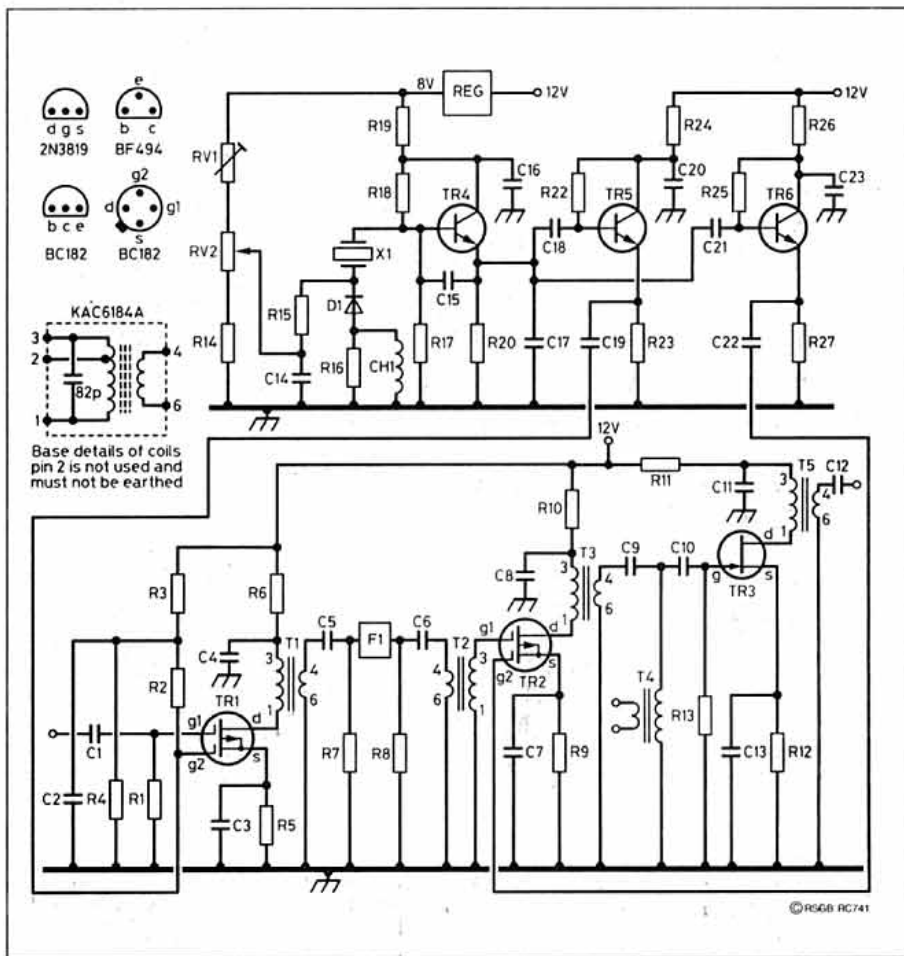 8V REG 12V 12V
d g s
2N3819
e
b c
BF494
b c e
BC182
g2
d g1
s
BC182
KAC6184A
3 4
2
82p
1 6
Base details of coils
pin 2 is not used and
must not be earthed
RV1
RV2
R14
R19
R18
C16
TR4
X1
R15
D1
C14
R16
CH1
R17
C15
R20
C18
C17
R22
TR5
R24
C20
C19
R23
C21
R25
TR6
R26
C23
C22
R27
12V
R3
R6
R2
C4
T1
3 4
1 6
C5
F1
C6
T2
4 3
6 1
TR1
g1
g2
d
s
C1
C2
R4
R1
C3
R5
R7
R8
R10
C8
T3
3 4
1 6
g1
g2
d
s
TR2
C7
R9
C9
C10
T4
R11
C11
T5
3 4
1 6
C12
d
g s
TR3
R13
C13
R12
©RSGB RC741